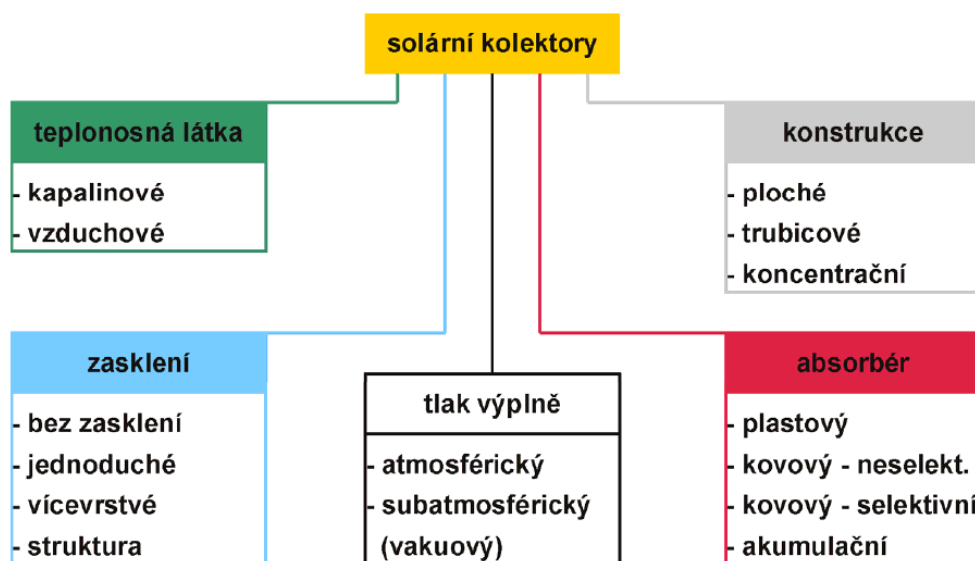 solární kolektory
teplonosná látka
- kapalinové
- vzduchové
konstrukce
- ploché
- trubicové
- koncentrační
zasklení
- bez zasklení
- jednoduché
- vícevrstvé
- struktura
tlak výplně
- atmosférický
- subatmosférický
(vakuový)
absorbér
- plastový
- kovový - neselekt.
- kovový - selektivní
- akumulační